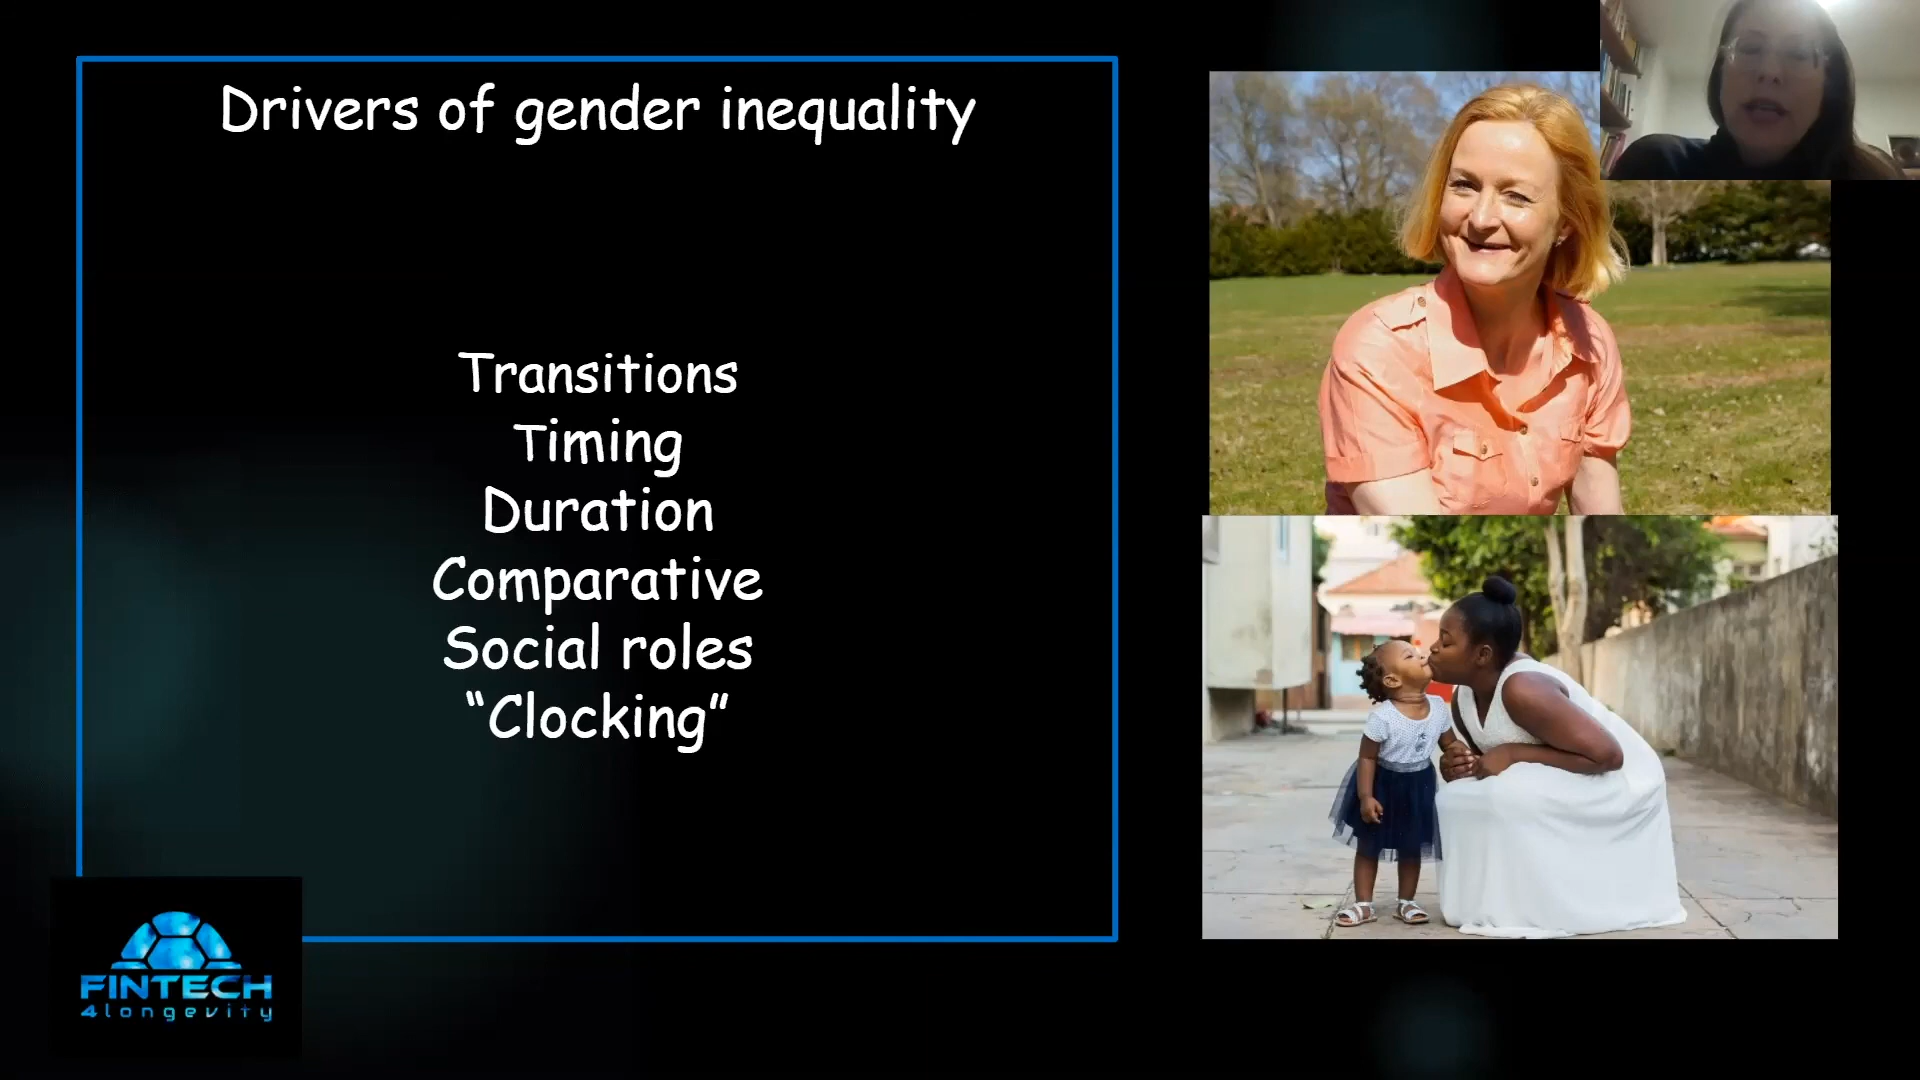 Drivers of gender inequality
Transitions
Timing
Duration
Comparative
Social roles
“Clocking”
FINTECH
4longevity